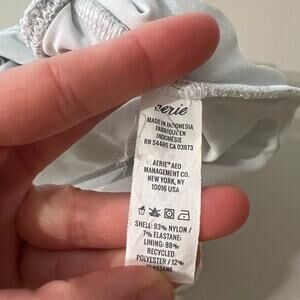 aerie
MADE IN INDONESIA
FABRIQUÉ EN
INDONÉSIE
RN 54485 CA 03873
AERIE™ AEO
MANAGEMENT CO.
NEW YORK, NY
10016 USA
SHELL: 93% NYLON /
7% ELASTANE;
LINING: 88%
RECYCLED
POLYESTER / 12%
ELASTANE